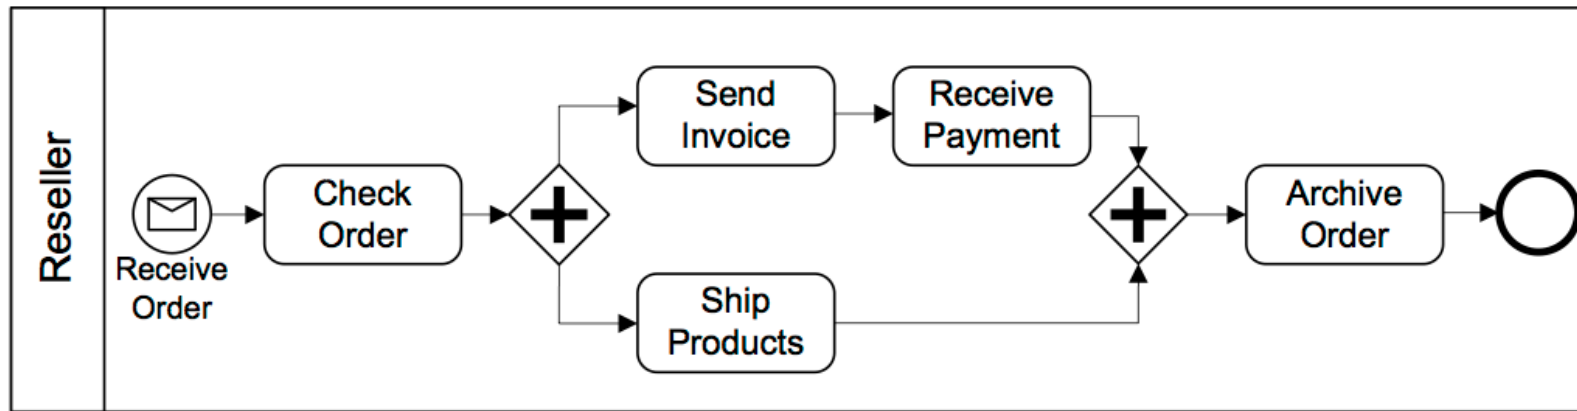 Reseller
Receive
Order
Check
Order
Send
Invoice
Receive
Payment
Ship
Products
Archive
Order